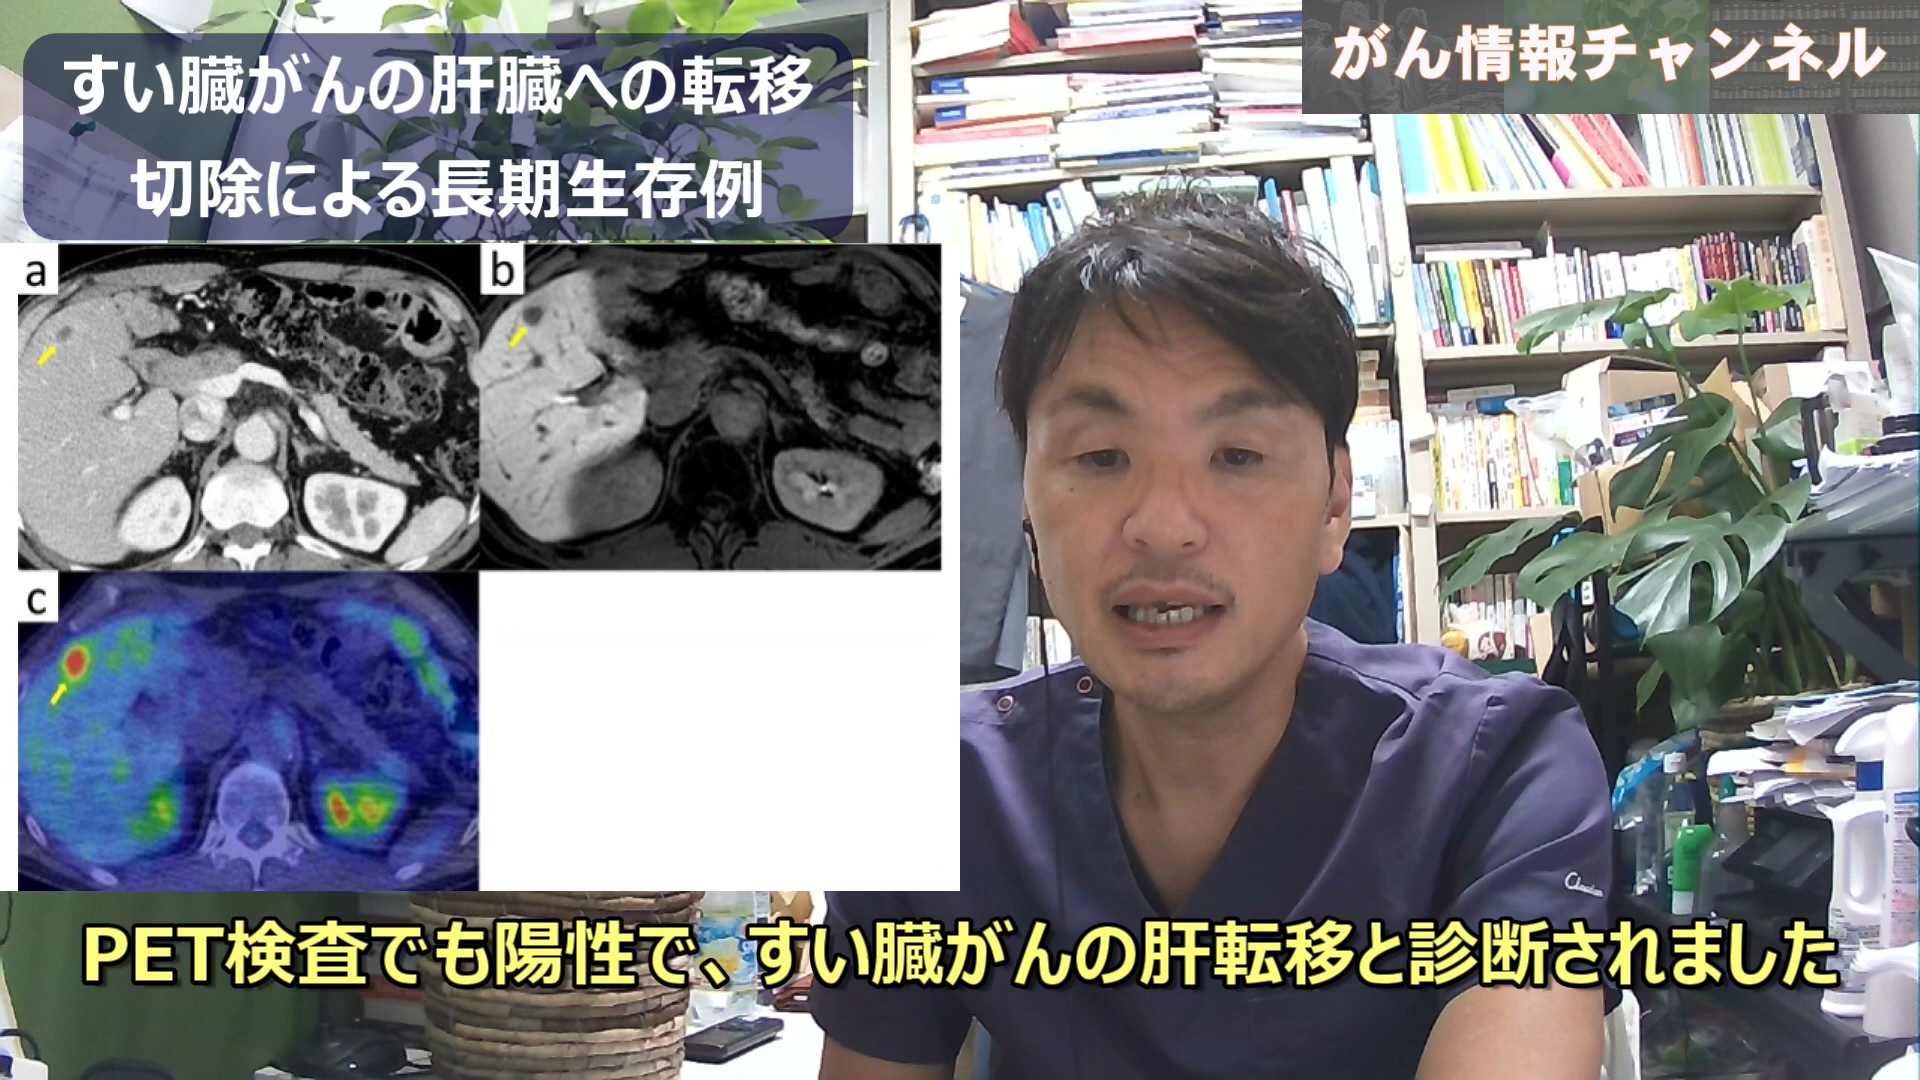 すい臓がんの肝臓への転移
切除による長期生存例
がん情報チャンネル
a
b
c
PET検査でも陽性で、すい臓がんの肝転移と診断されました